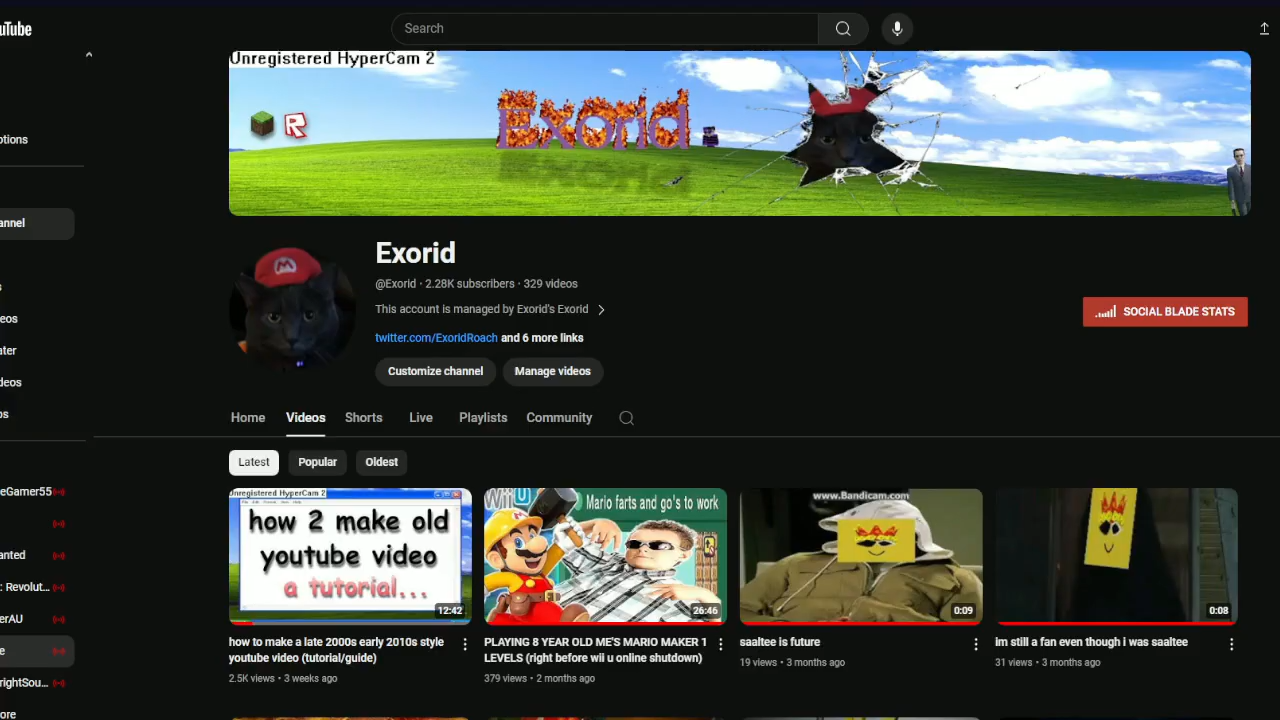 uTube
Search
Unregistered HyperCam 2
Exorid
ptions
annel
Exorid
@Exorid · 2.28K subscribers · 329 videos
s
This account is managed by Exorid's Exorid
SOCIAL BLADE STATS
eos
twitter.com/ExoridRoach and 6 more links
ater
Customize channel
Manage videos
deos
os
Home
Videos
Shorts
Live
Playlists
Community
Latest
Popular
Oldest
eGamer55
Unregistered HyperCam 2
how 2 make old
youtube video
a tutorial...
12:42
WiiU
Mario farts and go's to work
26:46
www.Bandicam.com
0:09
0:08
anted
: Revolut...
erAU
e
rightSou...
ore
how to make a late 2000s early 2010s style
youtube video (tutorial/guide)
2.5K views · 3 weeks ago
PLAYING 8 YEAR OLD ME'S MARIO MAKER 1
LEVELS (right before wii u online shutdown)
379 views · 2 months ago
saaltee is future
19 views · 3 months ago
im still a fan even though i was saaltee
31 views · 3 months ago